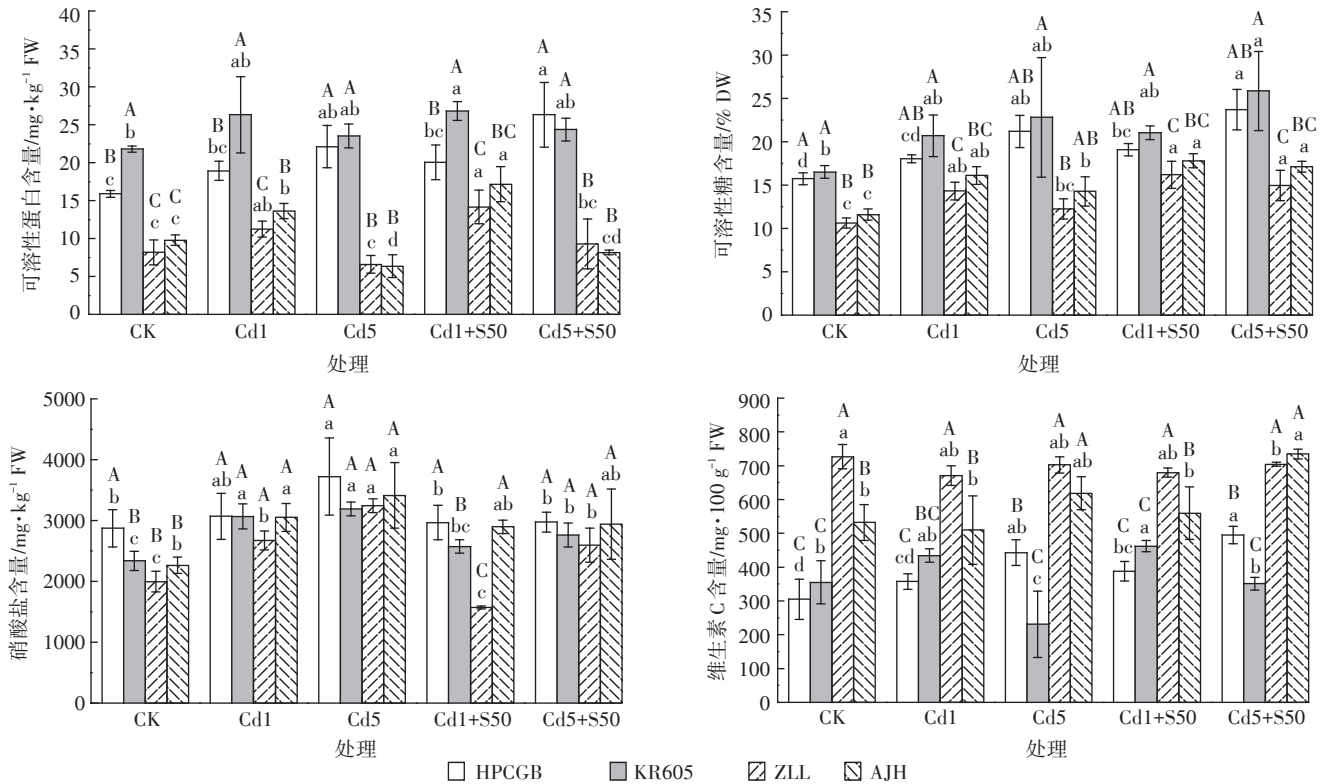 可溶性蛋白含量/mg·kg⁻¹ FW
40
35
30
25
20
15
10
5
0
B
c
A
b
C
c
C
c
B
bc
A
ab
C
ab
B
b
A
ab
A
ab
B
c
B
d
B
bc
A
a
C
a
BC
a
A
a
A
ab
B
bc
B
cd
CK Cd1 Cd5 Cd1+S50 Cd5+S50
处理
可溶性糖含量/% DW
35
30
25
20
15
10
5
0
A
d
A
b
B
c
B
c
AB
cd
A
ab
C
ab
BC
ab
AB
ab
A
ab
B
bc
AB
b
AB
bc
A
ab
C
a
BC
a
AB
a
A
a
C
a
BC
a
CK Cd1 Cd5 Cd1+S50 Cd5+S50
处理
硝酸盐含量/mg·kg⁻¹ FW
5000
4000
3000
2000
1000
0
A
b
B
c
B
c
B
b
A
ab
A
a
A
b
A
a
A
a
A
a
A
a
A
a
A
b
B
bc
C
c
A
ab
A
b
A
b
A
b
A
ab
CK Cd1 Cd5 Cd1+S50 Cd5+S50
处理
维生素 C 含量/mg·100 g⁻¹ FW
900
800
700
600
500
400
300
200
100
0
C
d
C
b
A
a
B
b
C
cd
BC
ab
A
ab
B
b
B
ab
C
c
A
ab
A
ab
C
bc
C
a
A
ab
B
b
B
a
C
b
A
b
A
a
CK Cd1 Cd5 Cd1+S50 Cd5+S50
处理
HPCGB KR605 ZLL AJH